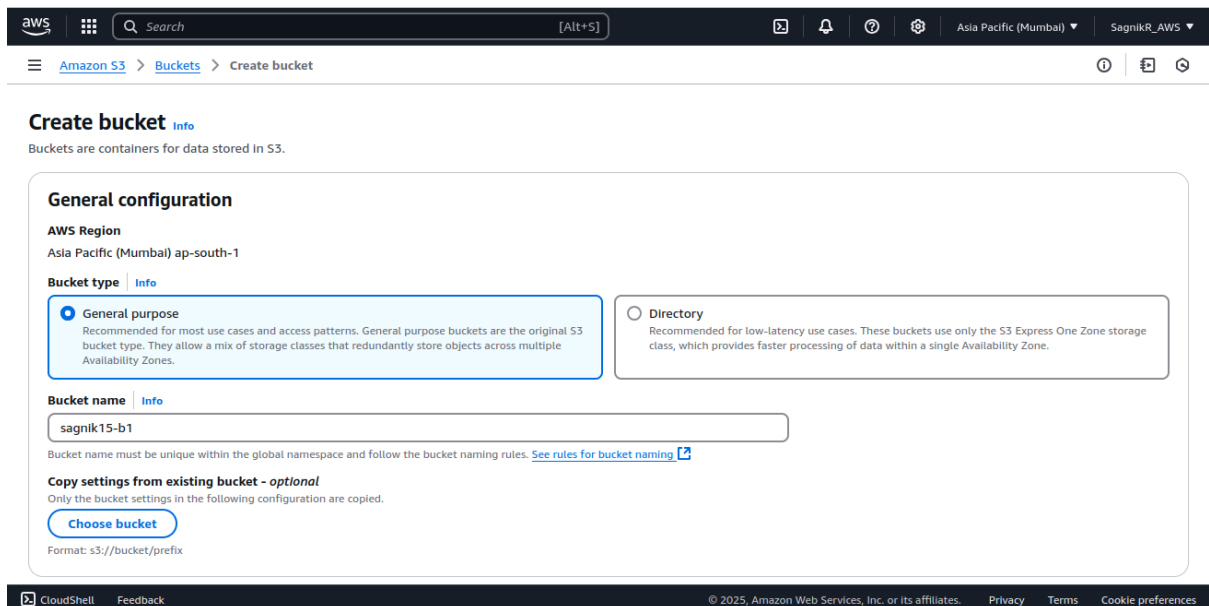 aws
Search [Alt+S]
Asia Pacific (Mumbai) ▼
SagnikR_AWS ▼
Amazon S3 > Buckets > Create bucket
Create bucket Info
Buckets are containers for data stored in S3.
General configuration
AWS Region
Asia Pacific (Mumbai) ap-south-1
Bucket type Info
General purpose
Recommended for most use cases and access patterns. General purpose buckets are the original S3
bucket type. They allow a mix of storage classes that redundantly store objects across multiple
Availability Zones.
Directory
Recommended for low-latency use cases. These buckets use only the S3 Express One Zone storage
class, which provides faster processing of data within a single Availability Zone.
Bucket name Info
sagnik15-b1
Bucket name must be unique within the global namespace and follow the bucket naming rules. See rules for bucket naming
Copy settings from existing bucket - optional
Only the bucket settings in the following configuration are copied.
Choose bucket
Format: s3://bucket/prefix
CloudShell Feedback © 2025, Amazon Web Services, Inc. or its affiliates. Privacy Terms Cookie preferences